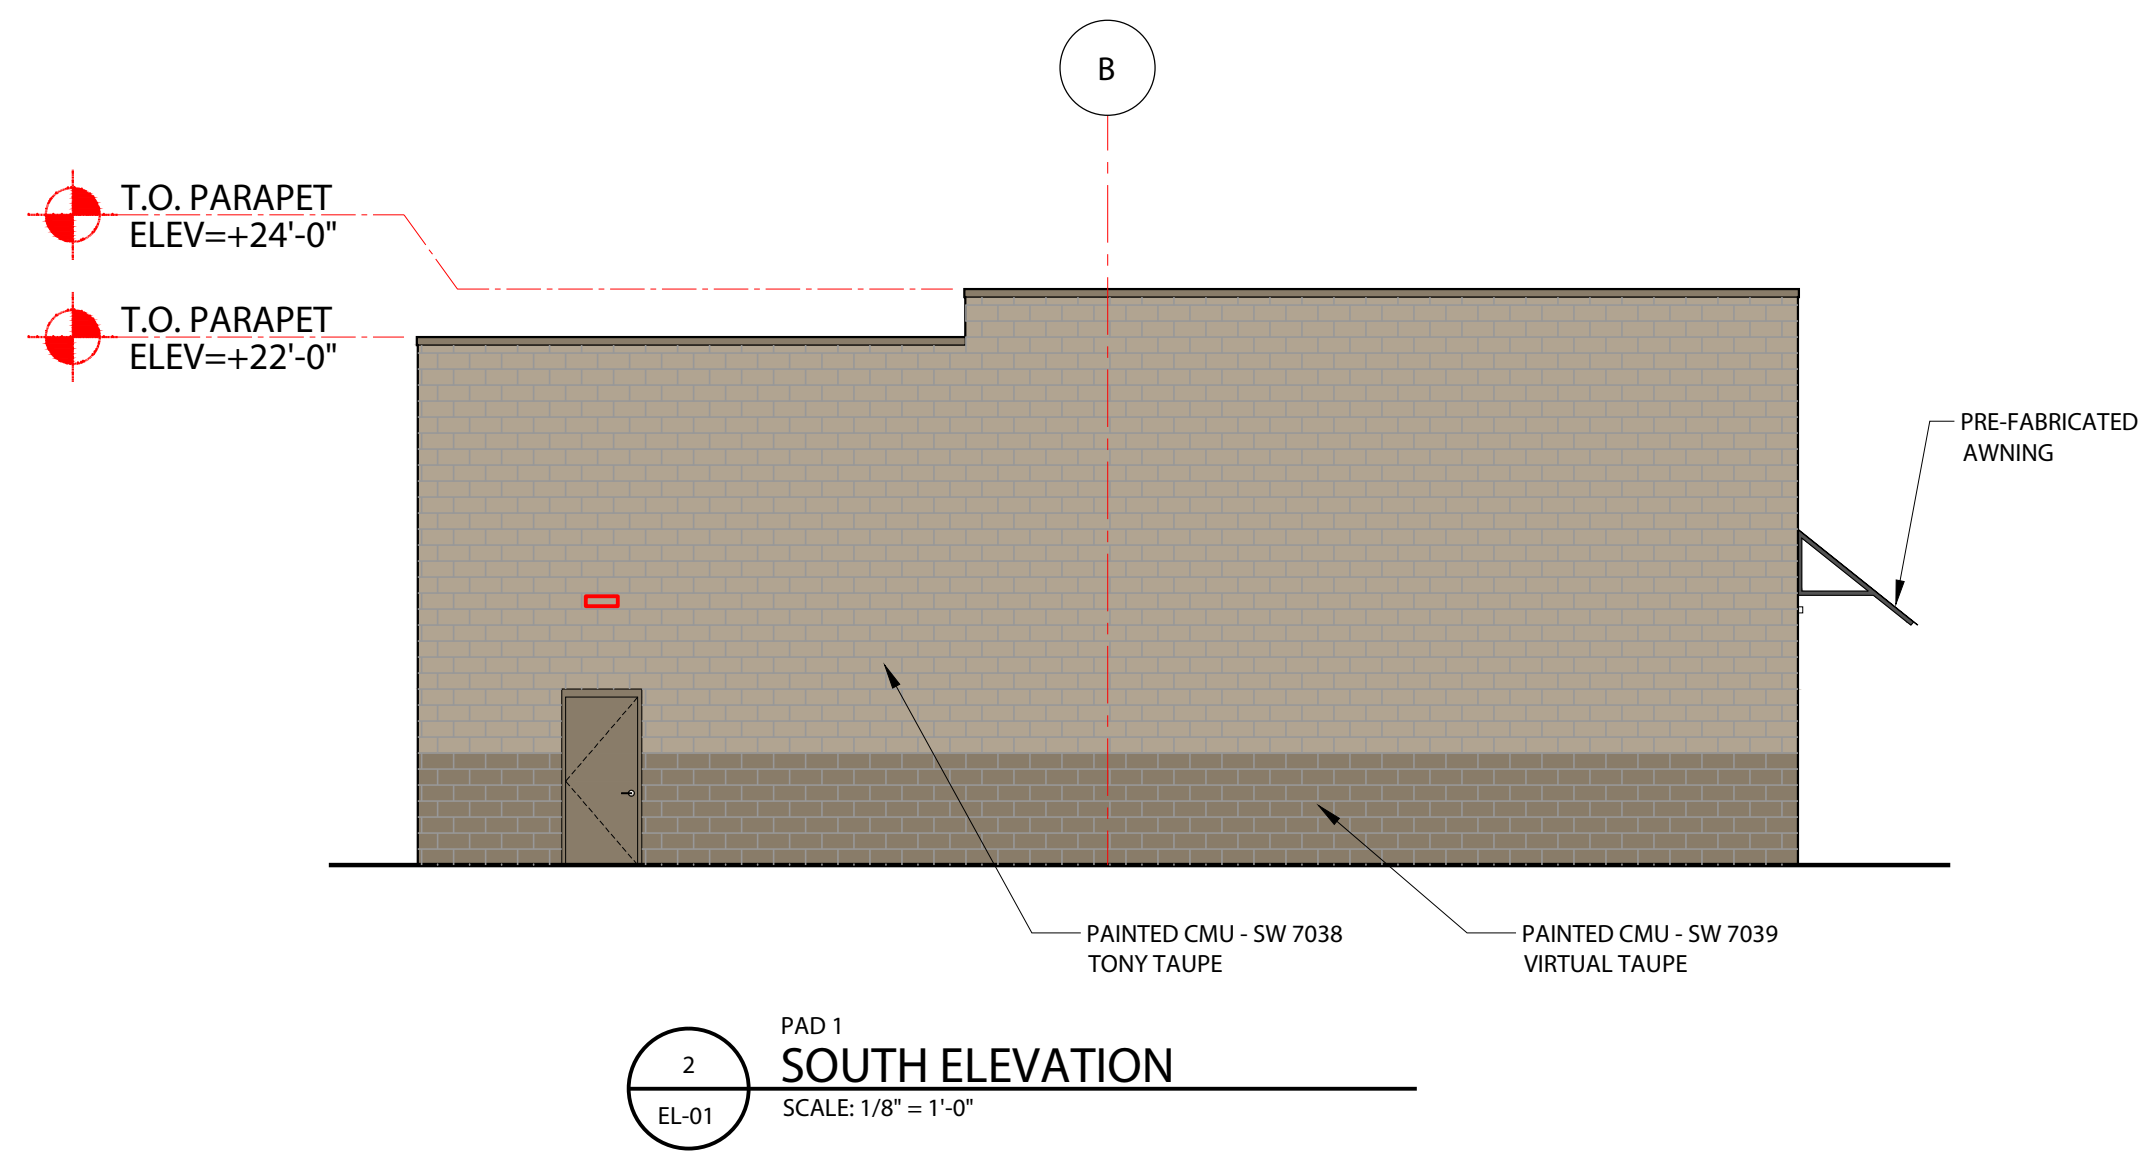 B
T.O. PARAPET
ELEV=+24'-0"
T.O. PARAPET
ELEV=+22'-0"
PRE-FABRICATED
AWNING
PAINTED CMU - SW 7038
TONY TAUPE
PAINTED CMU - SW 7039
VIRTUAL TAUPE
2
EL-01
PAD 1
SOUTH ELEVATION
SCALE: 1/8" = 1'-0"